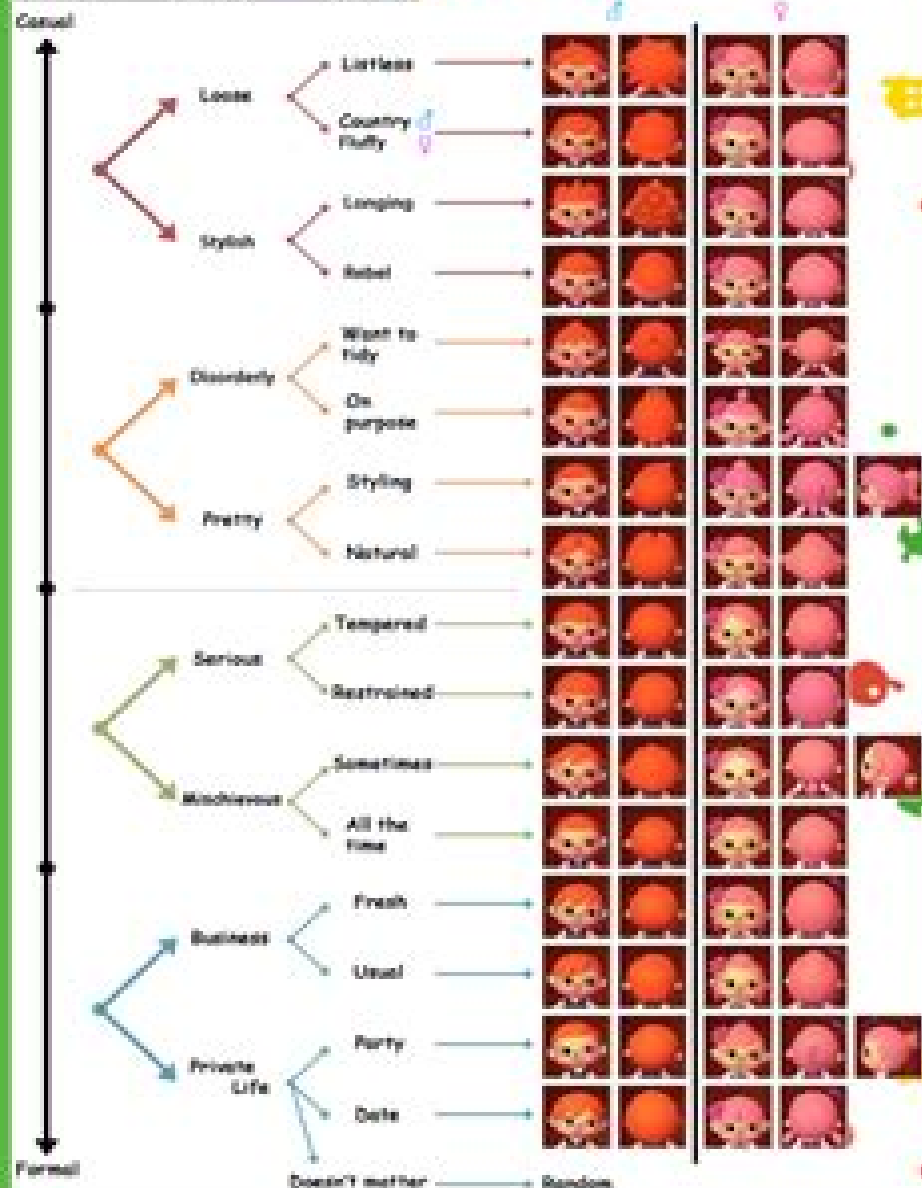 Casual
♂ ♀
Loose
Listless
Country ♂
Fluffy ♀
Stylish
Longing
Rebel
Disorderly
Want to
tidy
On
purpose
Pretty
Styling
Natural
Serious
Tempered
Restrained
Mischievous
Sometimes
All the
time
Business
Fresh
Usual
Private
Life
Party
Date
Formal
Doesn't matter
Random